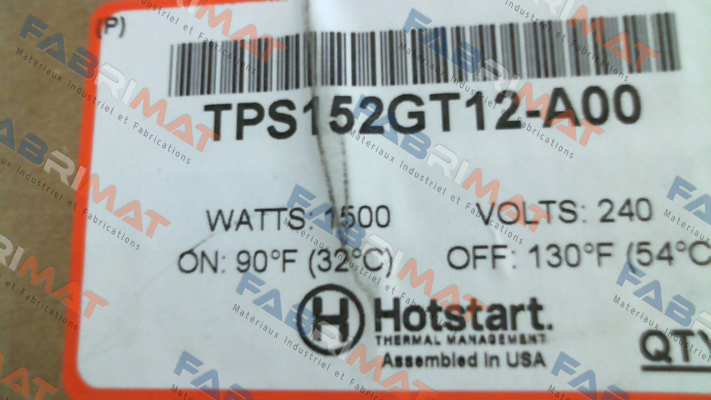 (P)
TPS152GT12-A00
WATTS: 1500 VOLTS: 240
ON: 90°F (32°C) OFF: 130°F (54°C
H Hotstart.
THERMAL MANAGEMENT
Assembled in USA
QTY
FABRIMAT
Matériaux Industriel et Fabrications